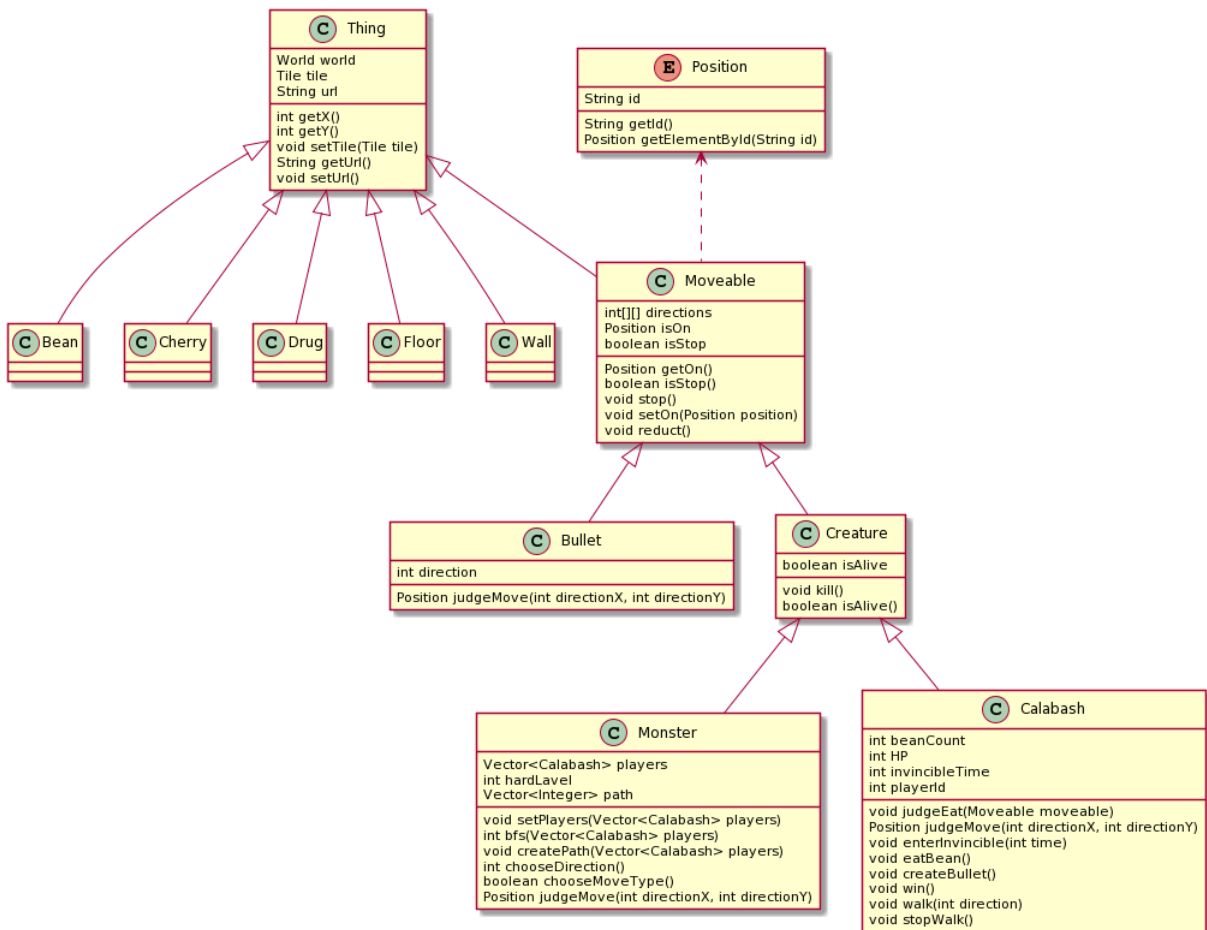 C Thing
World world
Tile tile
String url
int getX()
int getY()
void setTile(Tile tile)
String getUrl()
void setUrl()
E Position
String id
String getId()
Position getElementById(String id)
C Bean
C Cherry
C Drug
C Floor
C Wall
C Moveable
int[][] directions
Position isOn
boolean isStop
Position getOn()
boolean isStop()
void stop()
void setOn(Position position)
void reduct()
C Bullet
int direction
Position judgeMove(int directionX, int directionY)
C Creature
boolean isAlive
void kill()
boolean isAlive()
C Monster
Vector<Calabash> players
int hardLavel
Vector<Integer> path
void setPlayers(Vector<Calabash> players)
int bfs(Vector<Calabash> players)
void createPath(Vector<Calabash> players)
int chooseDirection()
boolean chooseMoveType()
Position judgeMove(int directionX, int directionY)
C Calabash
int beanCount
int HP
int invincibleTime
int playerId
void judgeEat(Moveable moveable)
Position judgeMove(int directionX, int directionY)
void enterInvincible(int time)
void eatBean()
void createBullet()
void win()
void walk(int direction)
void stopWalk()